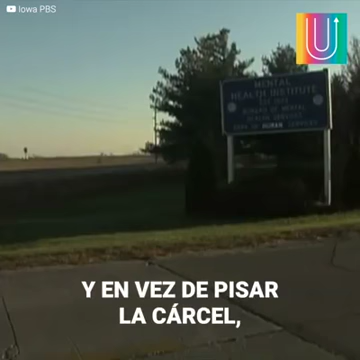 Iowa PBS
U
MENTAL
HEALTH INSTITUTE
Y EN VEZ DE PISAR
LA CÁRCEL,